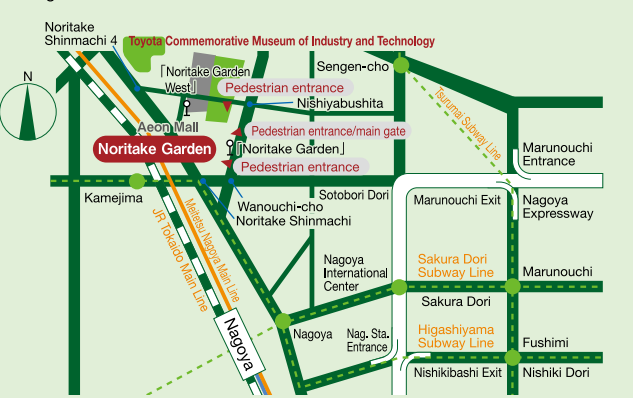 Noritake
Shinmachi 4
Toyota Commemorative Museum of Industry and Technology
N
「Noritake Garden
West」
Sengen-cho
Pedestrian entrance
Nishiyabushita
Tsurumai Subway Line
Aeon Mall
Pedestrian entrance/main gate
Noritake Garden
「Noritake Garden」
Marunouchi
Entrance
Pedestrian entrance
Kamejima
Sotobori Dori
Marunouchi Exit
Nagoya
Expressway
Wanouchi-cho
Noritake Shinmachi
JR Tokaido Main Line
Meitetsu Nagoya Main Line
Nagoya
International
Center
Sakura Dori
Subway Line
Marunouchi
Sakura Dori
Nagoya
Nagoya
Nag. Sta.
Entrance
Higashiyama
Subway Line
Fushimi
Nishikibashi Exit
Nishiki Dori